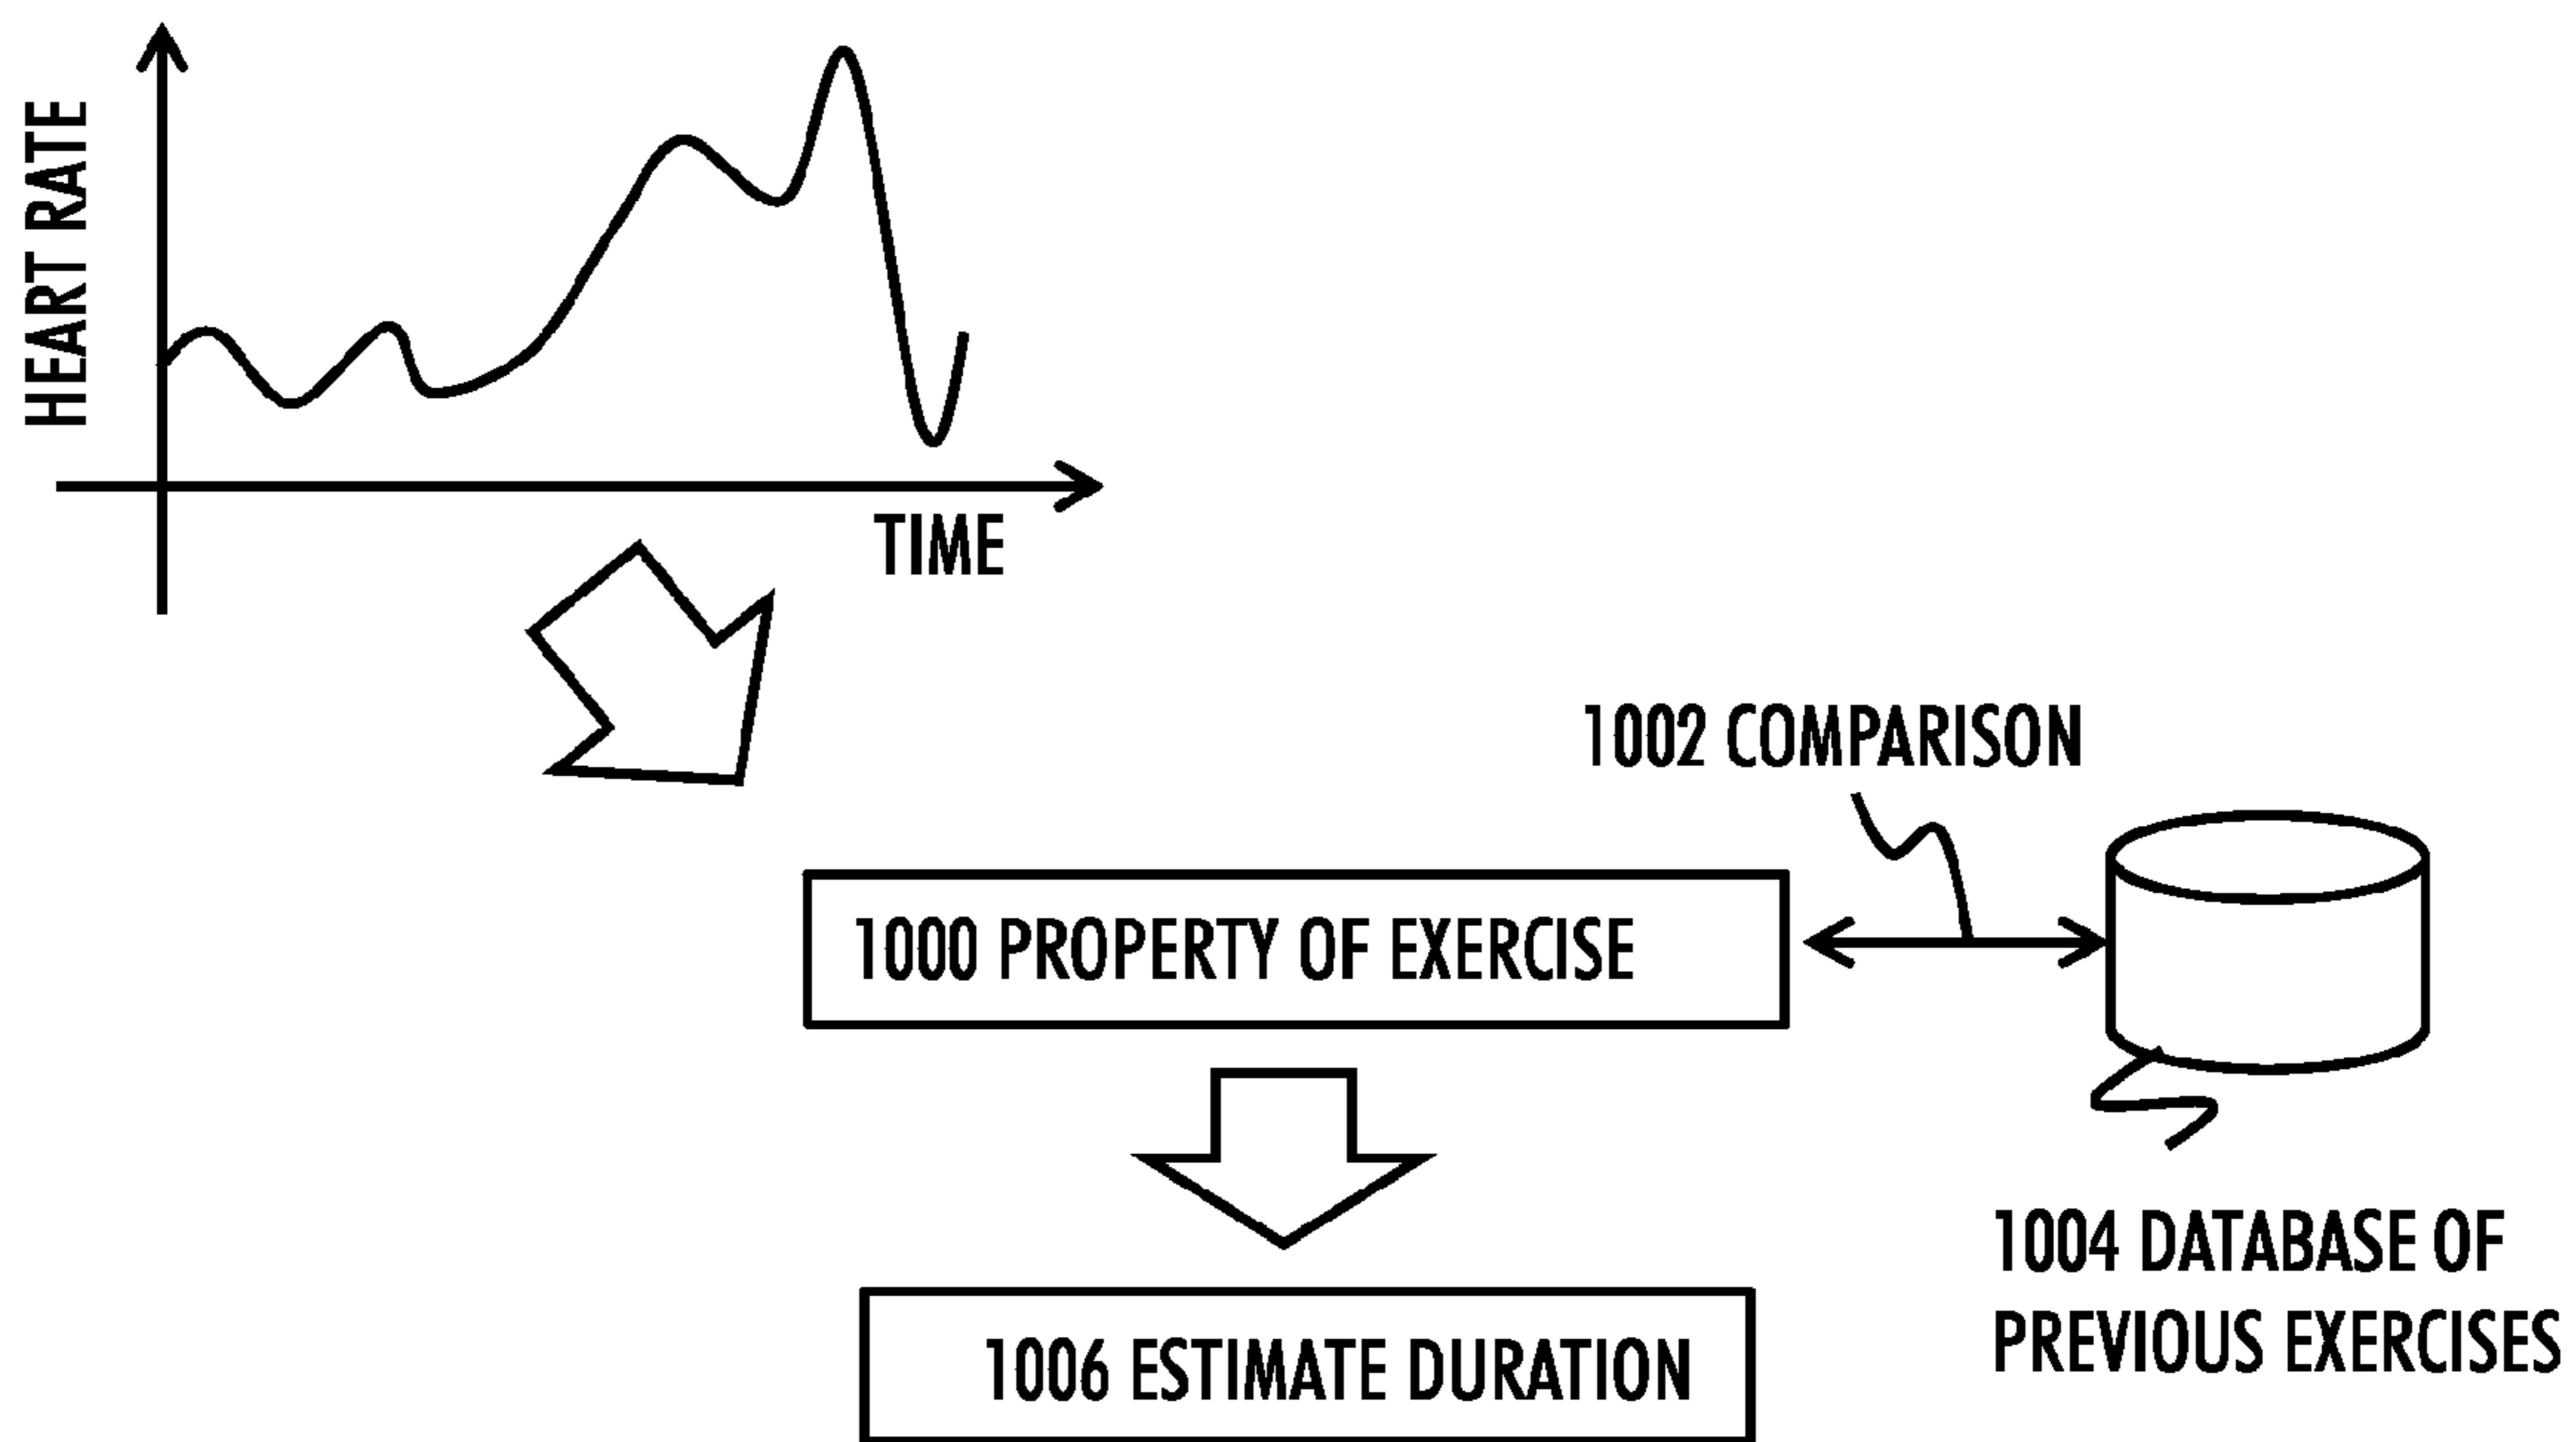 HEART RATE
TIME
1002 COMPARISON
1000 PROPERTY OF EXERCISE
1004 DATABASE OF
PREVIOUS EXERCISES
1006 ESTIMATE DURATION